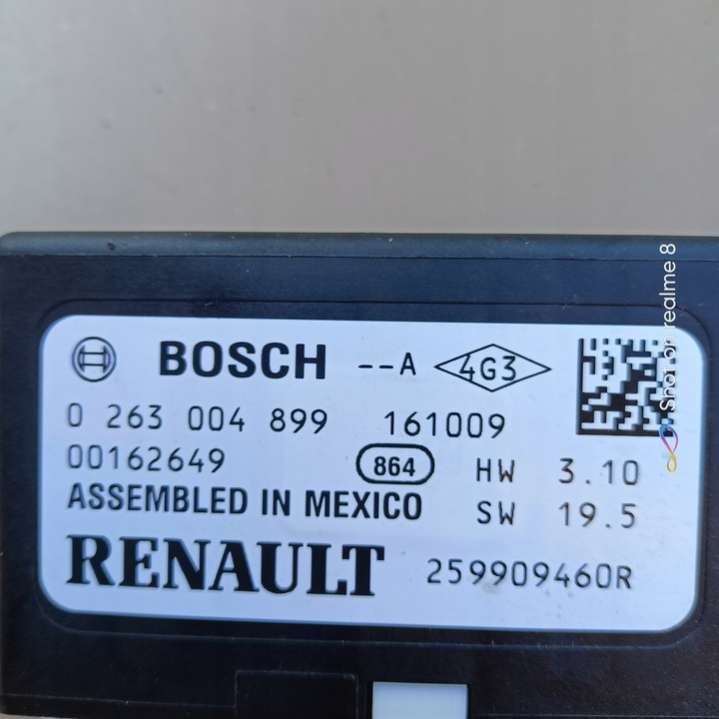 BOSCH --A 4G3
0 263 004 899 161009
00162649 864 HW 3.10
ASSEMBLED IN MEXICO SW 19.5
RENAULT 259909460R
Shot on realme 8